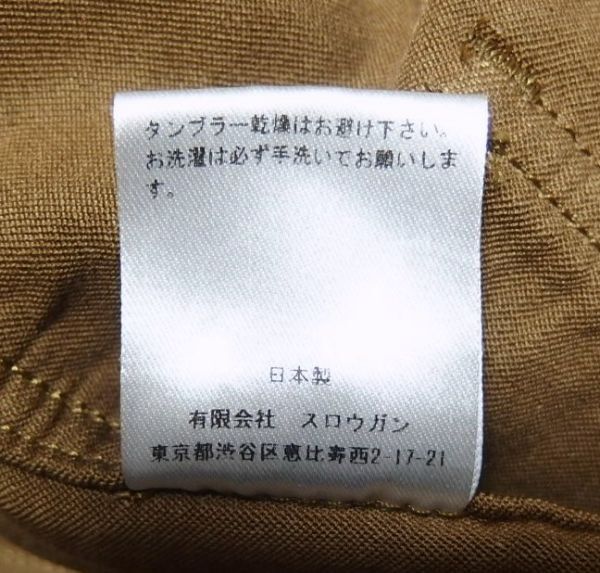 タンブラー乾燥はお避け下さい。
お洗濯は必ず手洗いでお願いしま
す。
日本製
有限会社　スロウガン
東京都渋谷区恵比寿西2-17-21